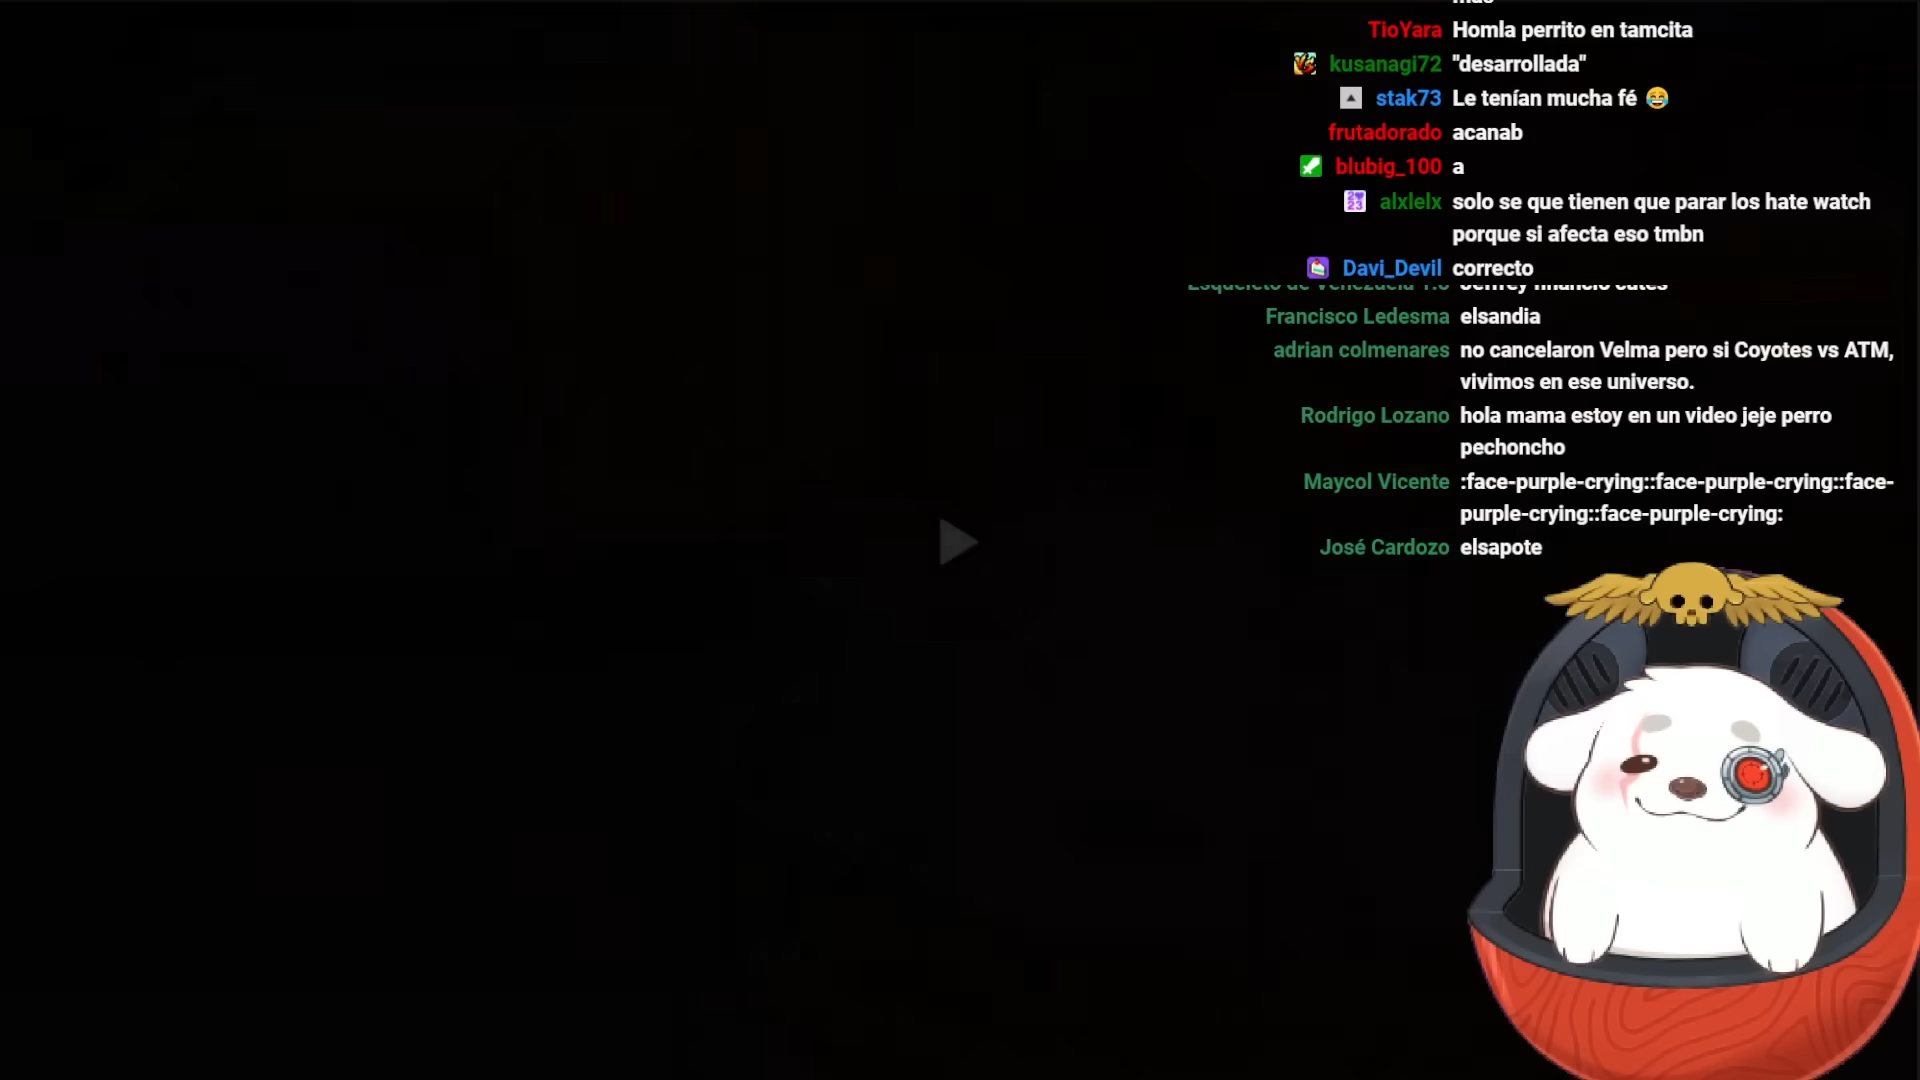 TioYara Homla perrito en tamcita
kusanagi72 "desarrollada"
stak73 Le tenían mucha fé 😂
frutadorado acanab
blubig_100 a
alxlelx solo se que tienen que parar los hate watch
porque si afecta eso tmbn
Davi_Devil correcto
Francisco Ledesma elsandia
adrian colmenares no cancelaron Velma pero si Coyotes vs ATM,
vivimos en ese universo.
Rodrigo Lozano hola mama estoy en un video jeje perro
pechoncho
Maycol Vicente :face-purple-crying::face-purple-crying::face-
purple-crying::face-purple-crying:
José Cardozo elsapote